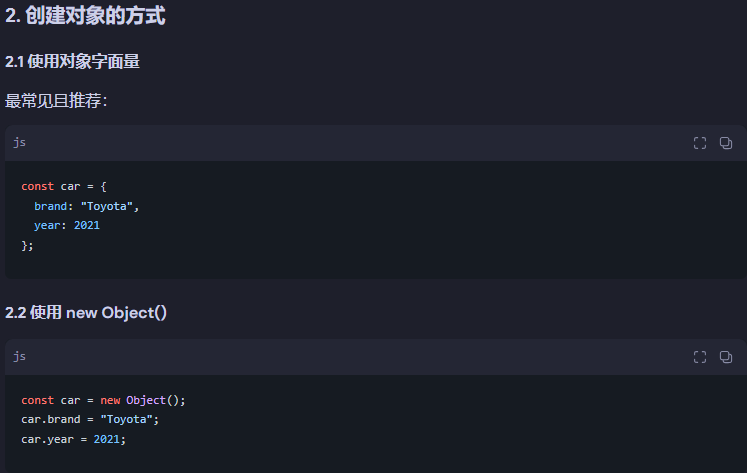 2. 创建对象的方式
2.1 使用对象字面量
最常见且推荐：
js
const car = {
  brand: "Toyota",
  year: 2021
};
2.2 使用 new Object()
js
const car = new Object();
car.brand = "Toyota";
car.year = 2021;